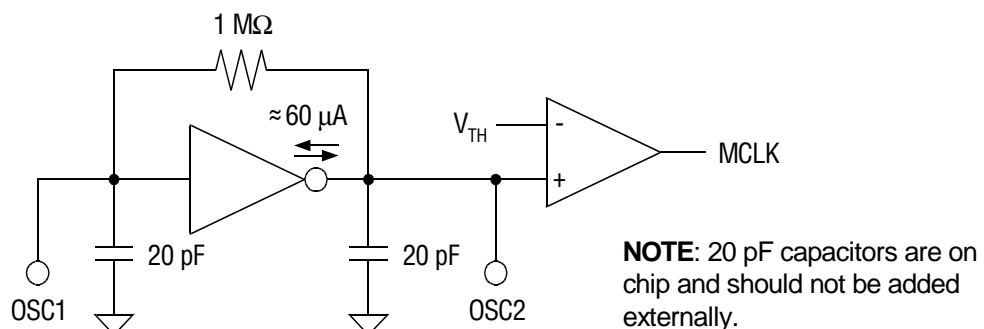 1 MΩ
≈ 60 μA
V_TH
-
+
MCLK
20 pF
20 pF
OSC1
OSC2
NOTE: 20 pF capacitors are on
chip and should not be added
externally.